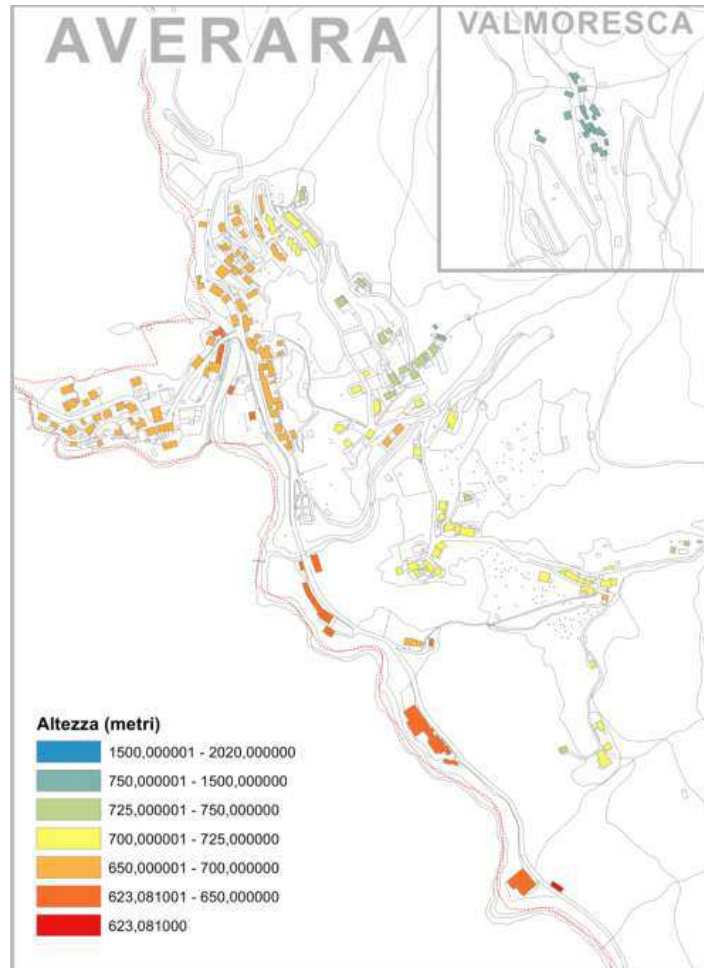 AVERARA
VALMORESCA
Altezza (metri)
1500,000001 - 2020,000000
750,000001 - 1500,000000
725,000001 - 750,000000
700,000001 - 725,000000
650,000001 - 700,000000
623,081001 - 650,000000
623,081000